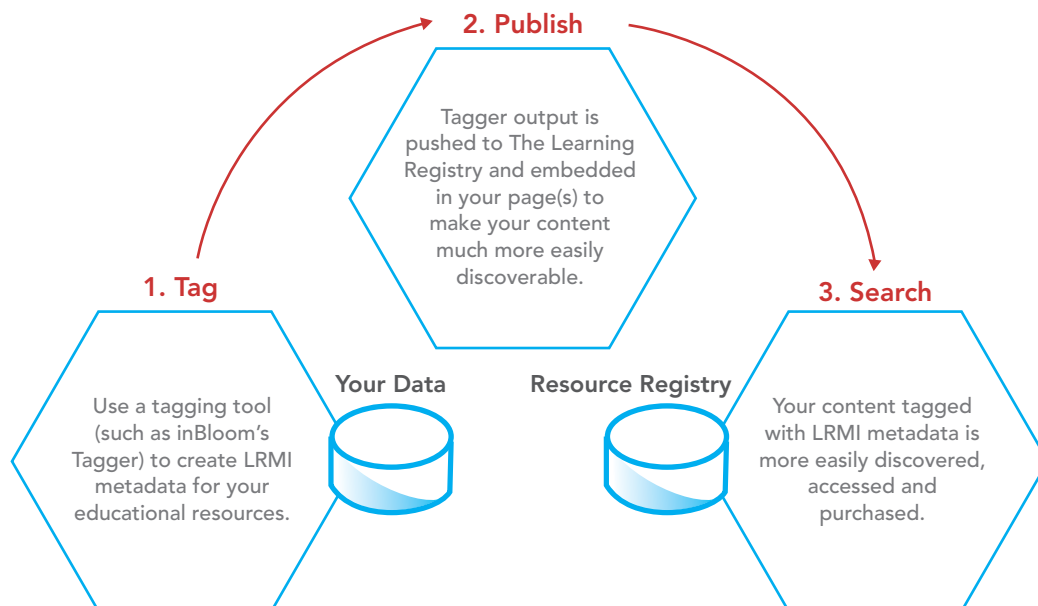 2. Publish
Tagger output is
pushed to The Learning
Registry and embedded
in your page(s) to
make your content
much more easily
discoverable.
1. Tag
Use a tagging tool
(such as inBloom’s
Tagger) to create LRMI
metadata for your
educational resources.
Your Data
Resource Registry
3. Search
Your content tagged
with LRMI metadata is
more easily discovered,
accessed and
purchased.